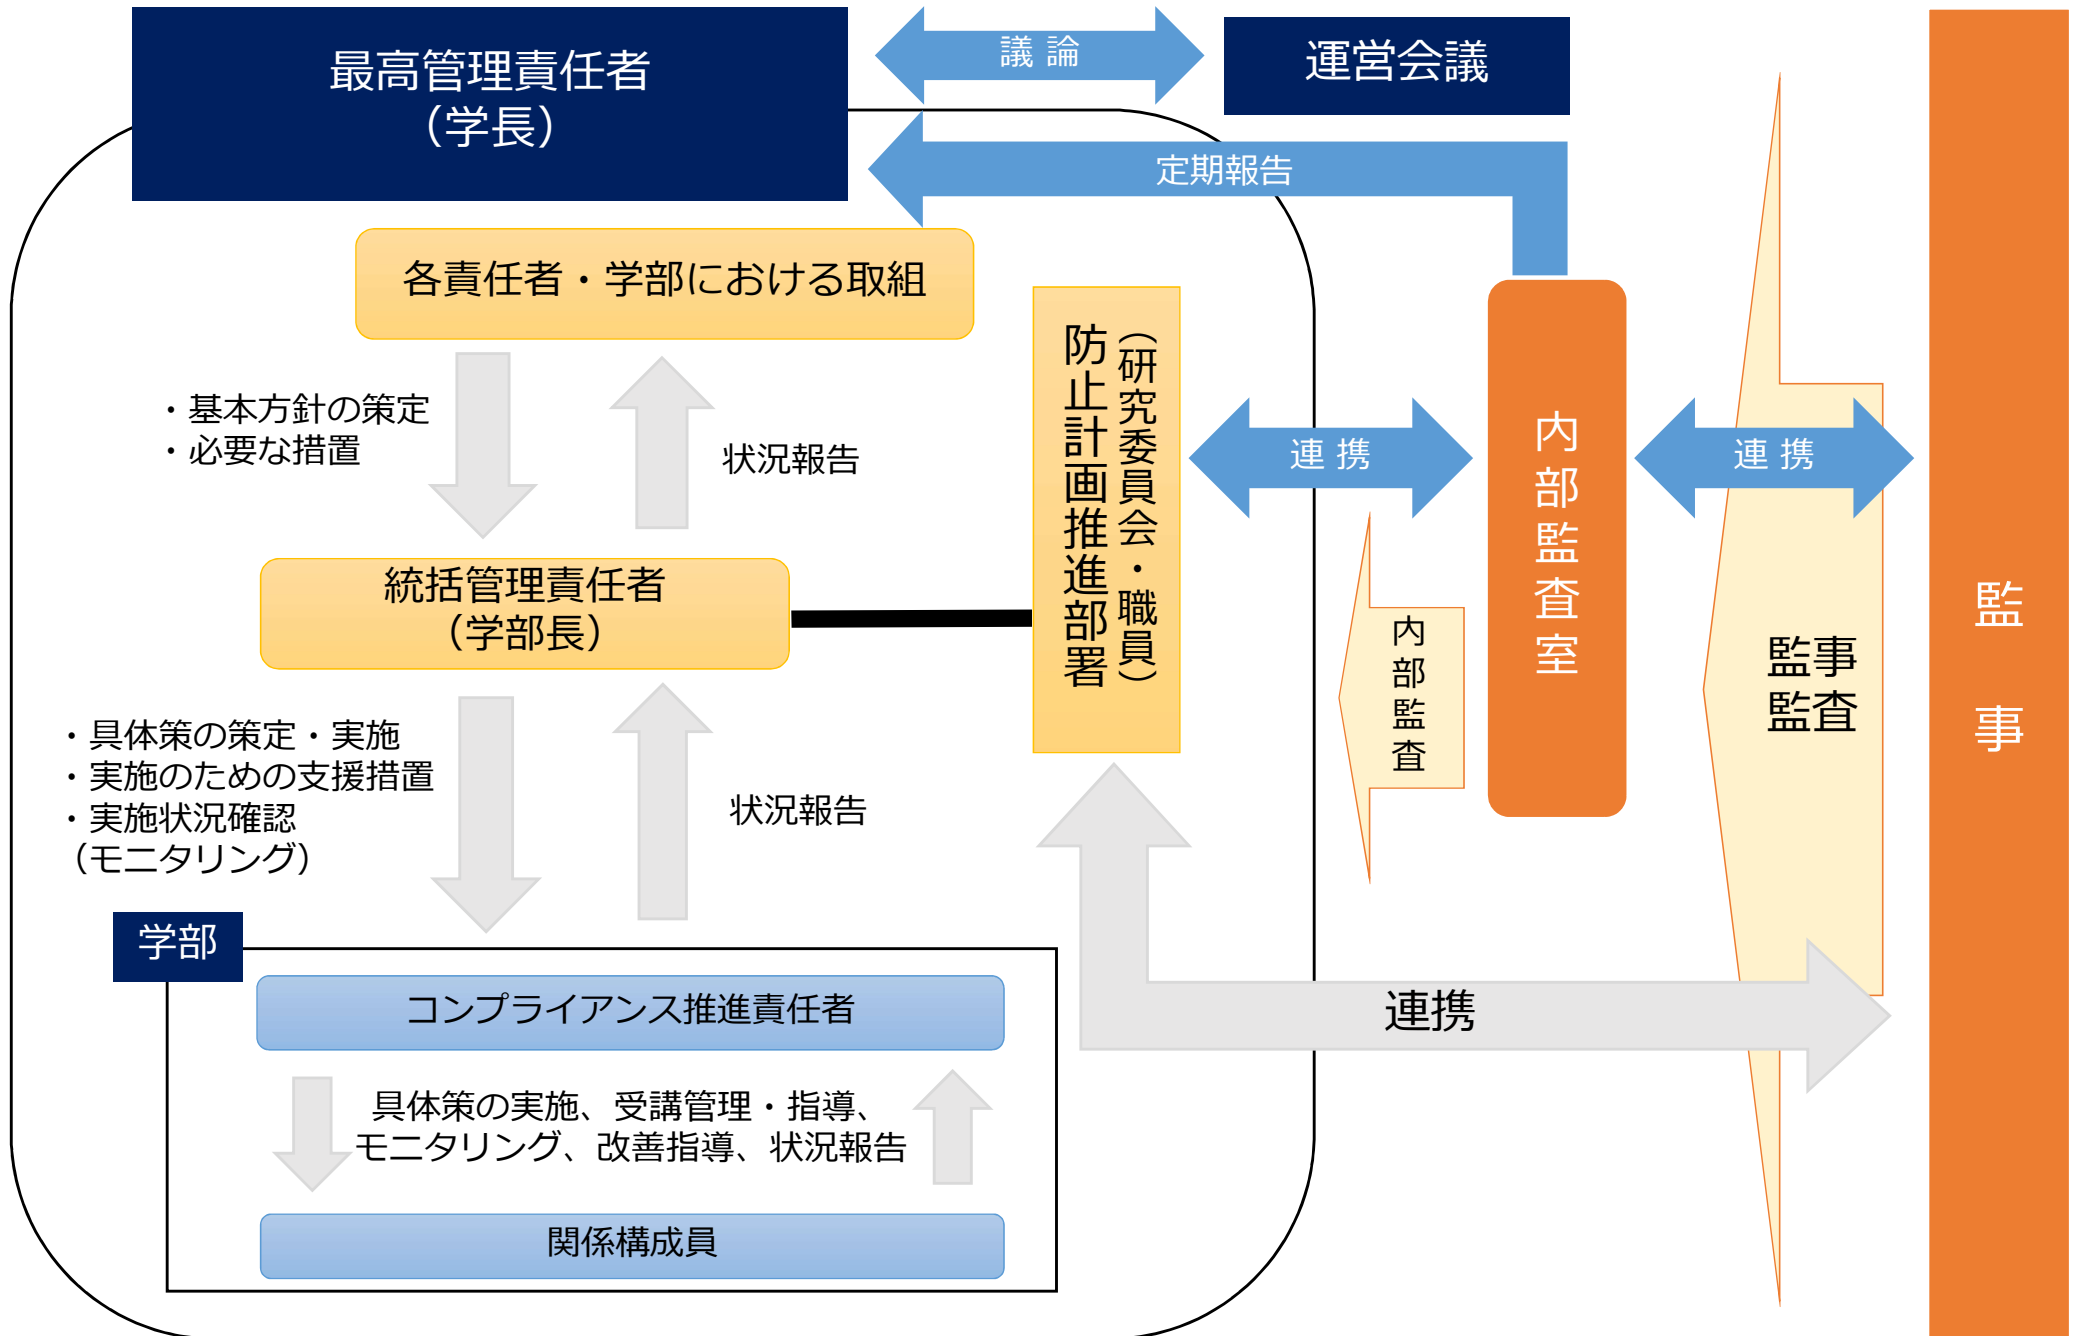 最高管理責任者
（学長）
議 論
運営会議
定期報告
各責任者・学部における取組
・基本方針の策定
・必要な措置
状況報告
防止計画推進部署
（研究委員会・職員）
連 携
内部監査室
連 携
監事
内部監査
監事
監査
統括管理責任者
（学部長）
・具体策の策定・実施
・実施のための支援措置
・実施状況確認
（モニタリング）
状況報告
学部
コンプライアンス推進責任者
連携
具体策の実施、受講管理・指導、
モニタリング、改善指導、状況報告
関係構成員